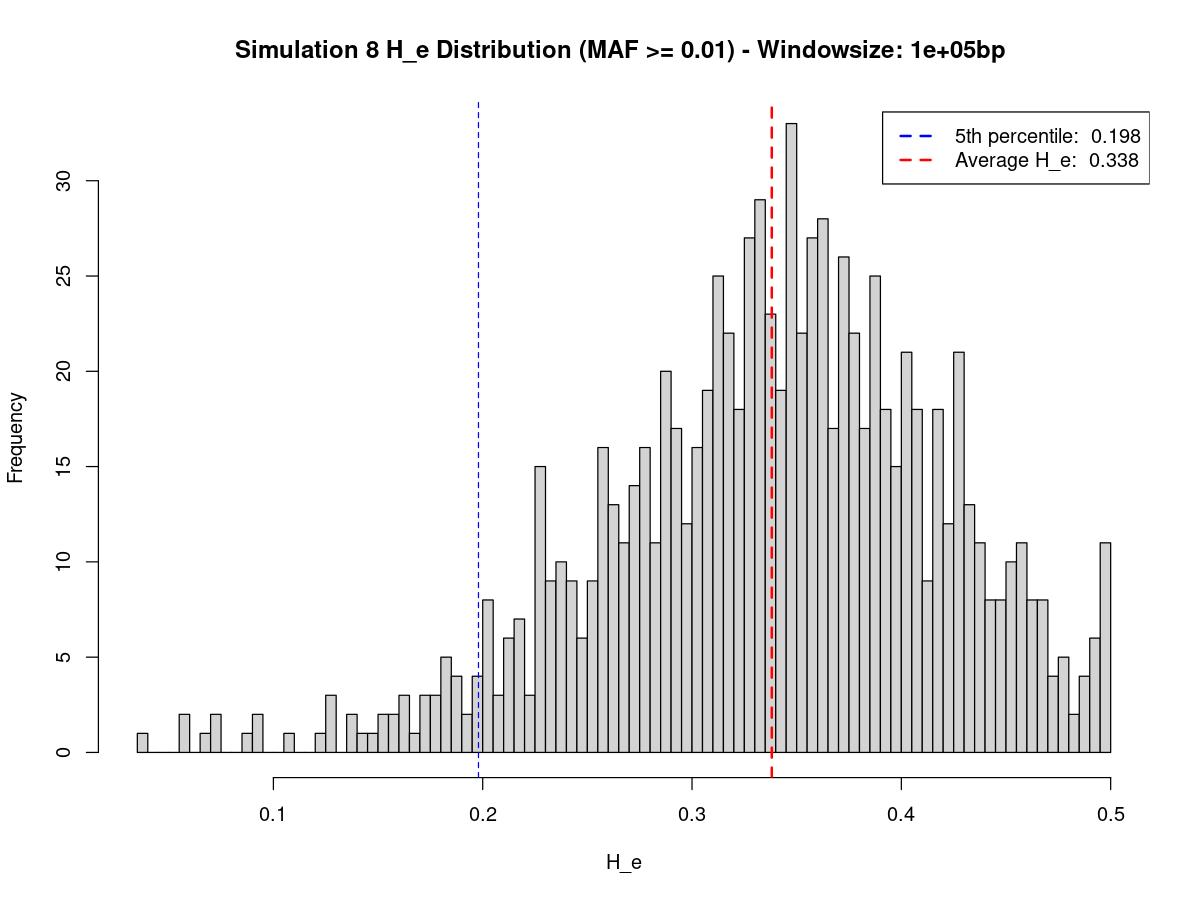 Simulation 8 H_e Distribution (MAF >= 0.01) - Windowsize: 1e+05bp
5th percentile:  0.198
Average H_e:  0.338
Frequency
30
25
20
15
10
5
0
0.1
0.2
0.3
0.4
0.5
H_e